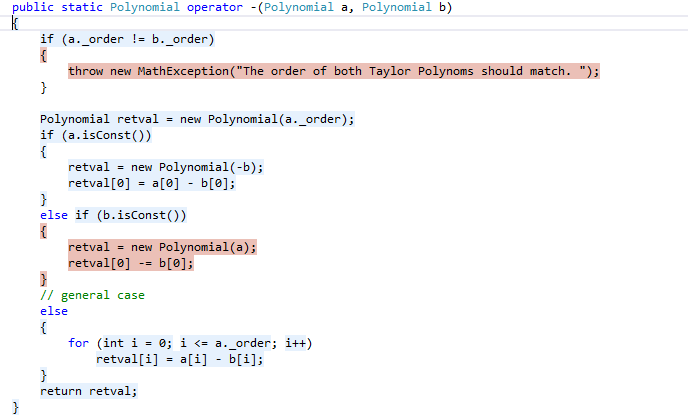 public static Polynomial operator -(Polynomial a, Polynomial b)
{
    if (a._order != b._order)
    {
        throw new MathException("The order of both Taylor Polynoms should match. ");
    }

    Polynomial retval = new Polynomial(a._order);
    if (a.isConst())
    {
        retval = new Polynomial(-b);
        retval[0] = a[0] - b[0];
    }
    else if (b.isConst())
    {
        retval = new Polynomial(a);
        retval[0] -= b[0];
    }
    // general case
    else
    {
        for (int i = 0; i <= a._order; i++)
            retval[i] = a[i] - b[i];
    }
    return retval;
}